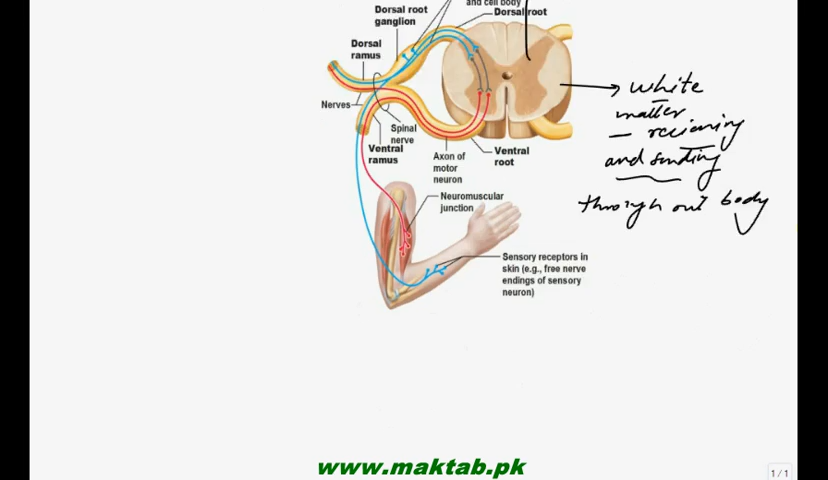 and cell body
Dorsal root
ganglion
Dorsal root
Dorsal
ramus
Nerves
Spinal
nerve
Ventral
ramus
Axon of
motor
neuron
Ventral
root
Neuromuscular
junction
Sensory receptors in
skin (e.g., free nerve
endings of sensory
neuron)
white
matter
and sending
through out body
www.maktab.pk
1 / 1